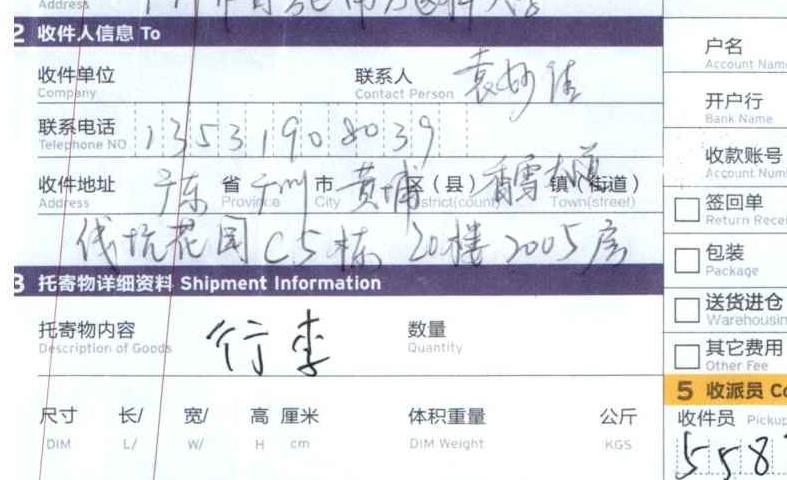 Address
2 收件人信息 To
收件单位 联系人 袁妙
Company Contact Person
联系电话 13531908039
Telephone NO
收件地址 广东 省 广州 市 黄埔 区(县) 香雪大道 镇(街道)
Address Province City District(county) Town(street)
坑花园C5栋 20楼2005房
3 托寄物详细资料 Shipment Information
托寄物内容 行李 数量
Description of Goods Quantity
尺寸 长/ 宽/ 高 厘米 体积重量 公斤
DIM L/ W/ H cm DIM Weight KGS
户名
Account Nam
开户行
Bank Name
收款账号
Account Num
签回单
Return Rece
包装
Package
送货进仓
Warehousin
其它费用
Other Fee
5 收派员 Co
收件员 Pickup
558